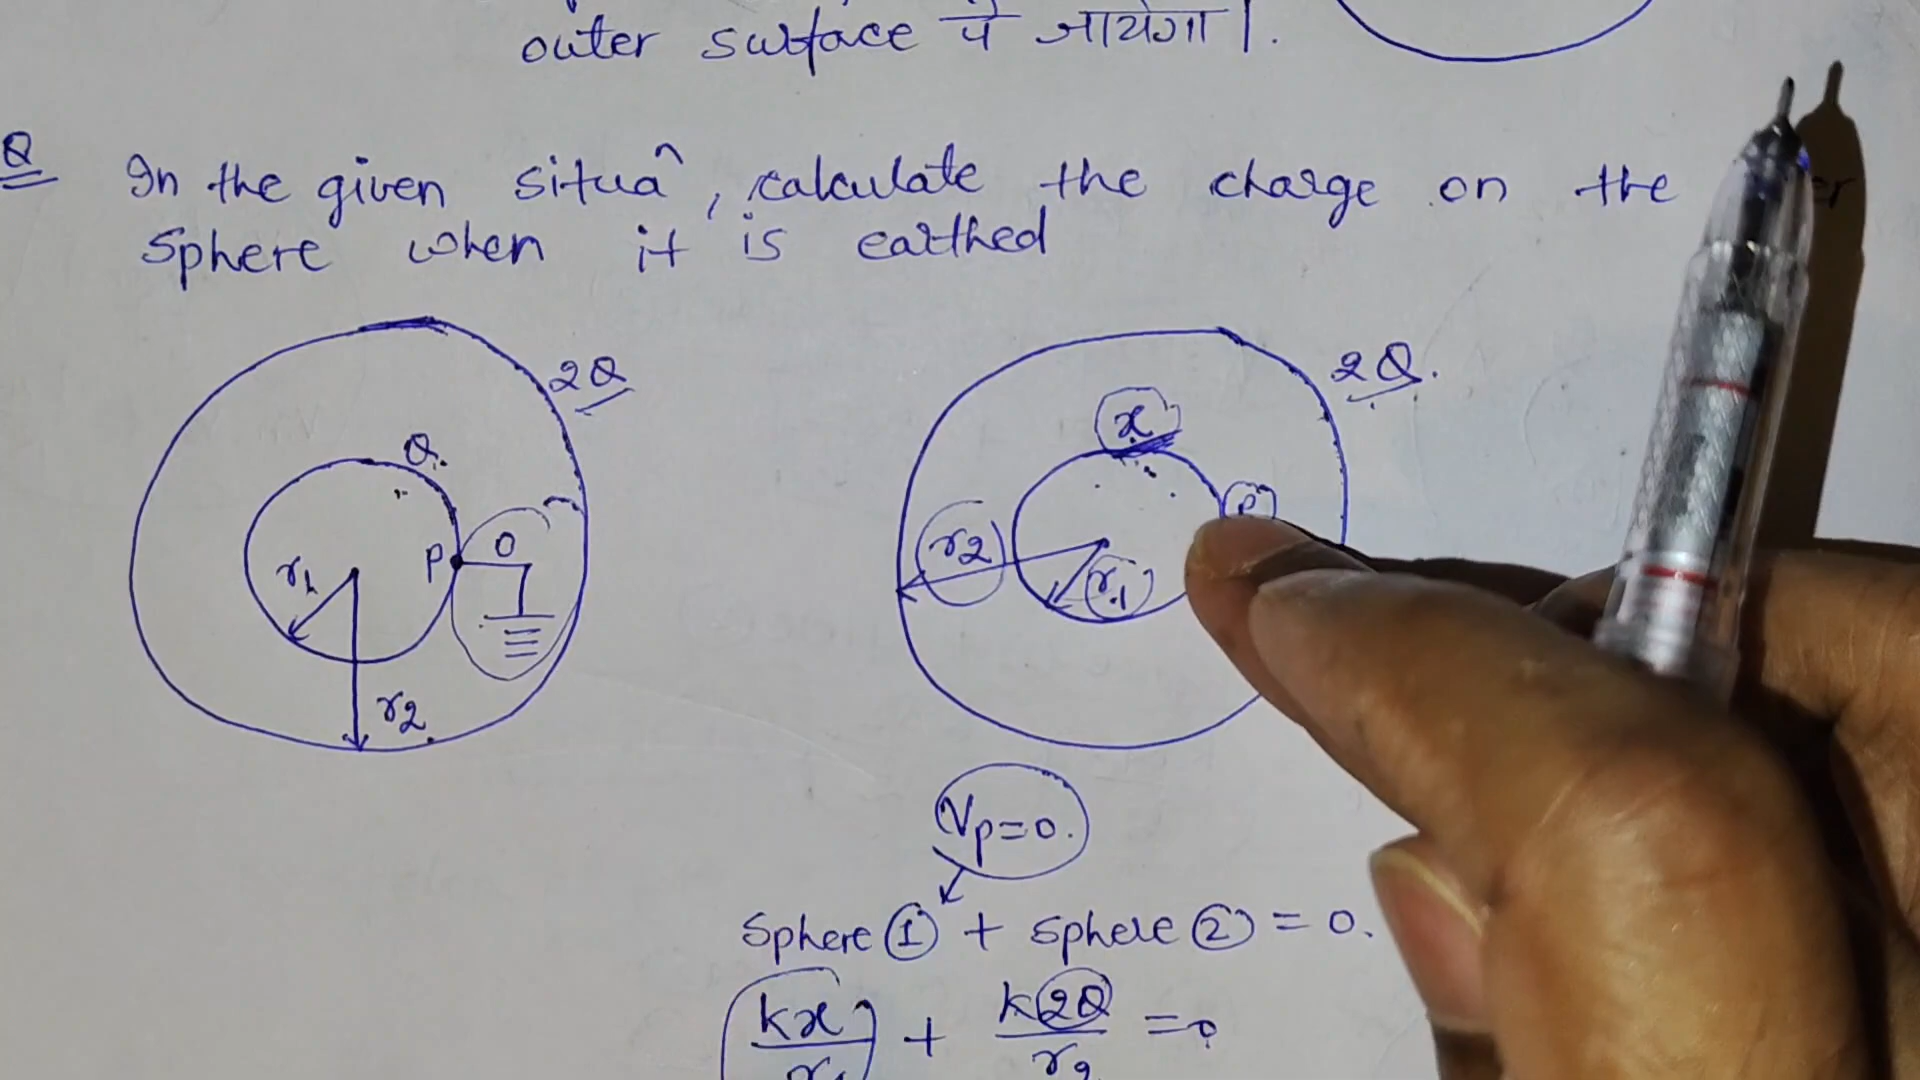 outer surface पे जायेगा।.
Q
In the given situa^, calculate the charge on the
sphere when it is earthed
2Q
Q.
P
0
r1
r2.
2Q.
x
P
r2
r1
Vp=0.
Sphere ① + Sphere ② = 0.
kx/r1 + k2Q/r2 = 0